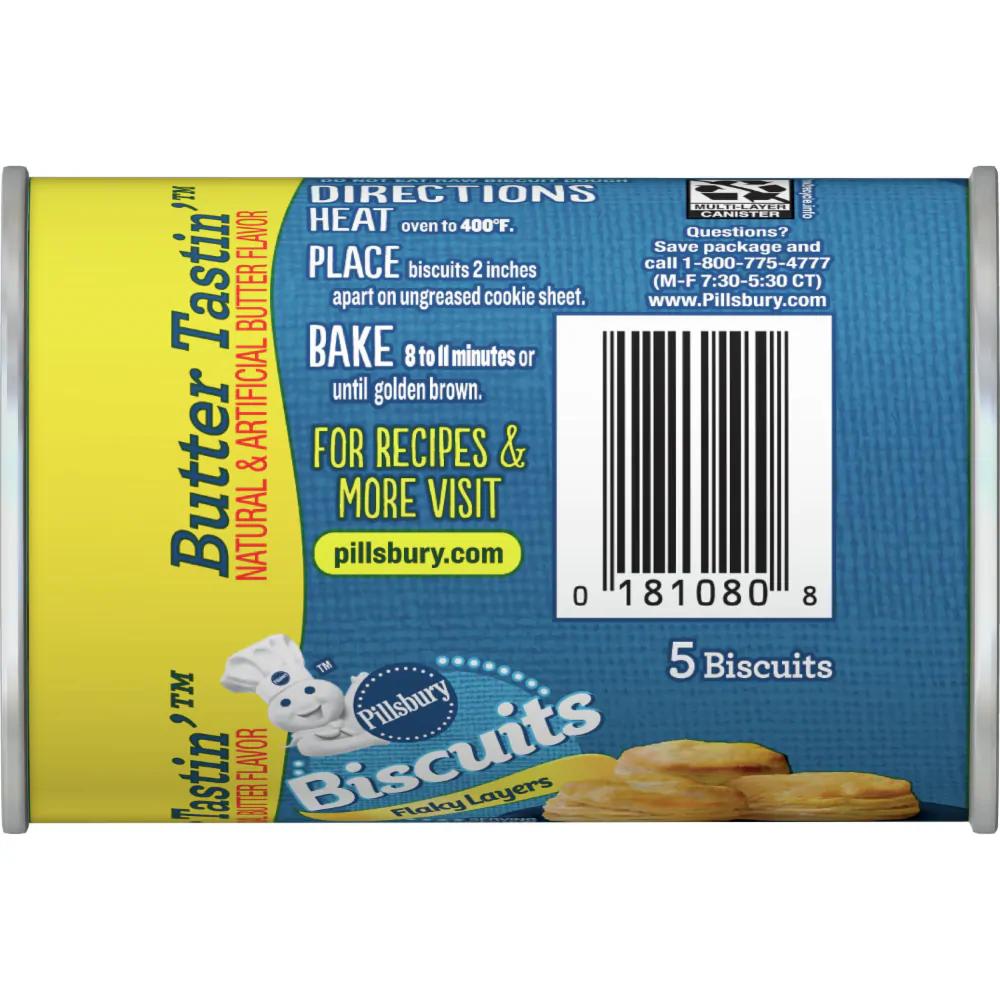 Butter Tastin'™
NATURAL & ARTIFICIAL BUTTER FLAVOR
Tastin'™
BUTTER FLAVOR
DO NOT EAT RAW BISCUIT DOUGH
DIRECTIONS
HEAT oven to 400°F.
PLACE biscuits 2 inches
apart on ungreased cookie sheet.
BAKE 8 to 11 minutes or
until golden brown.
FOR RECIPES &
MORE VISIT
pillsbury.com
MULTI-LAYER
CANISTER
Questions?
Save package and
call 1-800-775-4777
(M-F 7:30-5:30 CT)
www.Pillsbury.com
0 181080 8
5 Biscuits
TM
Pillsbury
Biscuits
Flaky Layers